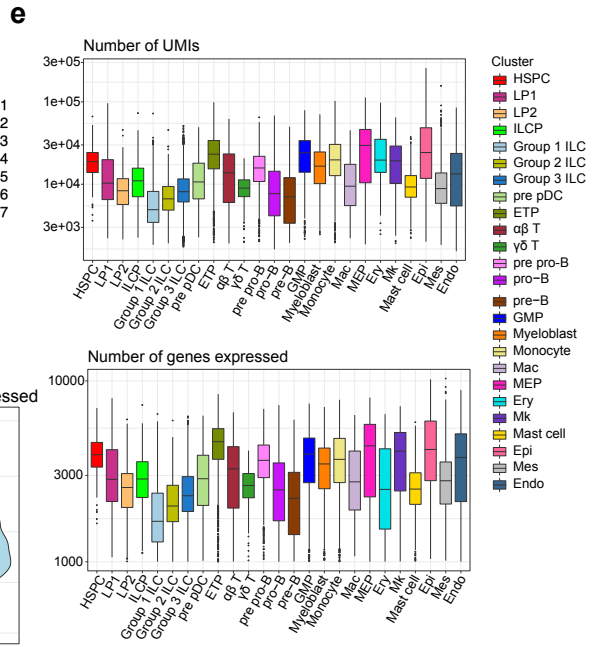 e
Number of UMIs
3e+05
1e+05
3e+04
1e+04
3e+03
1
2
3
4
5
6
7
HSPC
LP1
LP2
ILCP
Group 1 ILC
Group 2 ILC
Group 3 ILC
pre pDC
ETP
αβ T
γδ T
pre pro-B
pro-B
pre-B
GMP
Myeloblast
Monocyte
Mac
MEP
Ery
Mk
Mast cell
Epi
Mes
Endo
Cluster
HSPC
LP1
LP2
ILCP
Group 1 ILC
Group 2 ILC
Group 3 ILC
pre pDC
ETP
αβ T
γδ T
pre pro-B
pro−B
pre−B
GMP
Myeloblast
Monocyte
Mac
MEP
Ery
Mk
Mast cell
Epi
Mes
Endo
Number of genes expressed
10000
3000
1000
HSPC
LP1
LP2
ILCP
Group 1 ILC
Group 2 ILC
Group 3 ILC
pre pDC
ETP
αβ T
γδ T
pre pro-B
pro-B
pre-B
GMP
Myeloblast
Monocyte
Mac
MEP
Ery
Mk
Mast cell
Epi
Mes
Endo
ssed